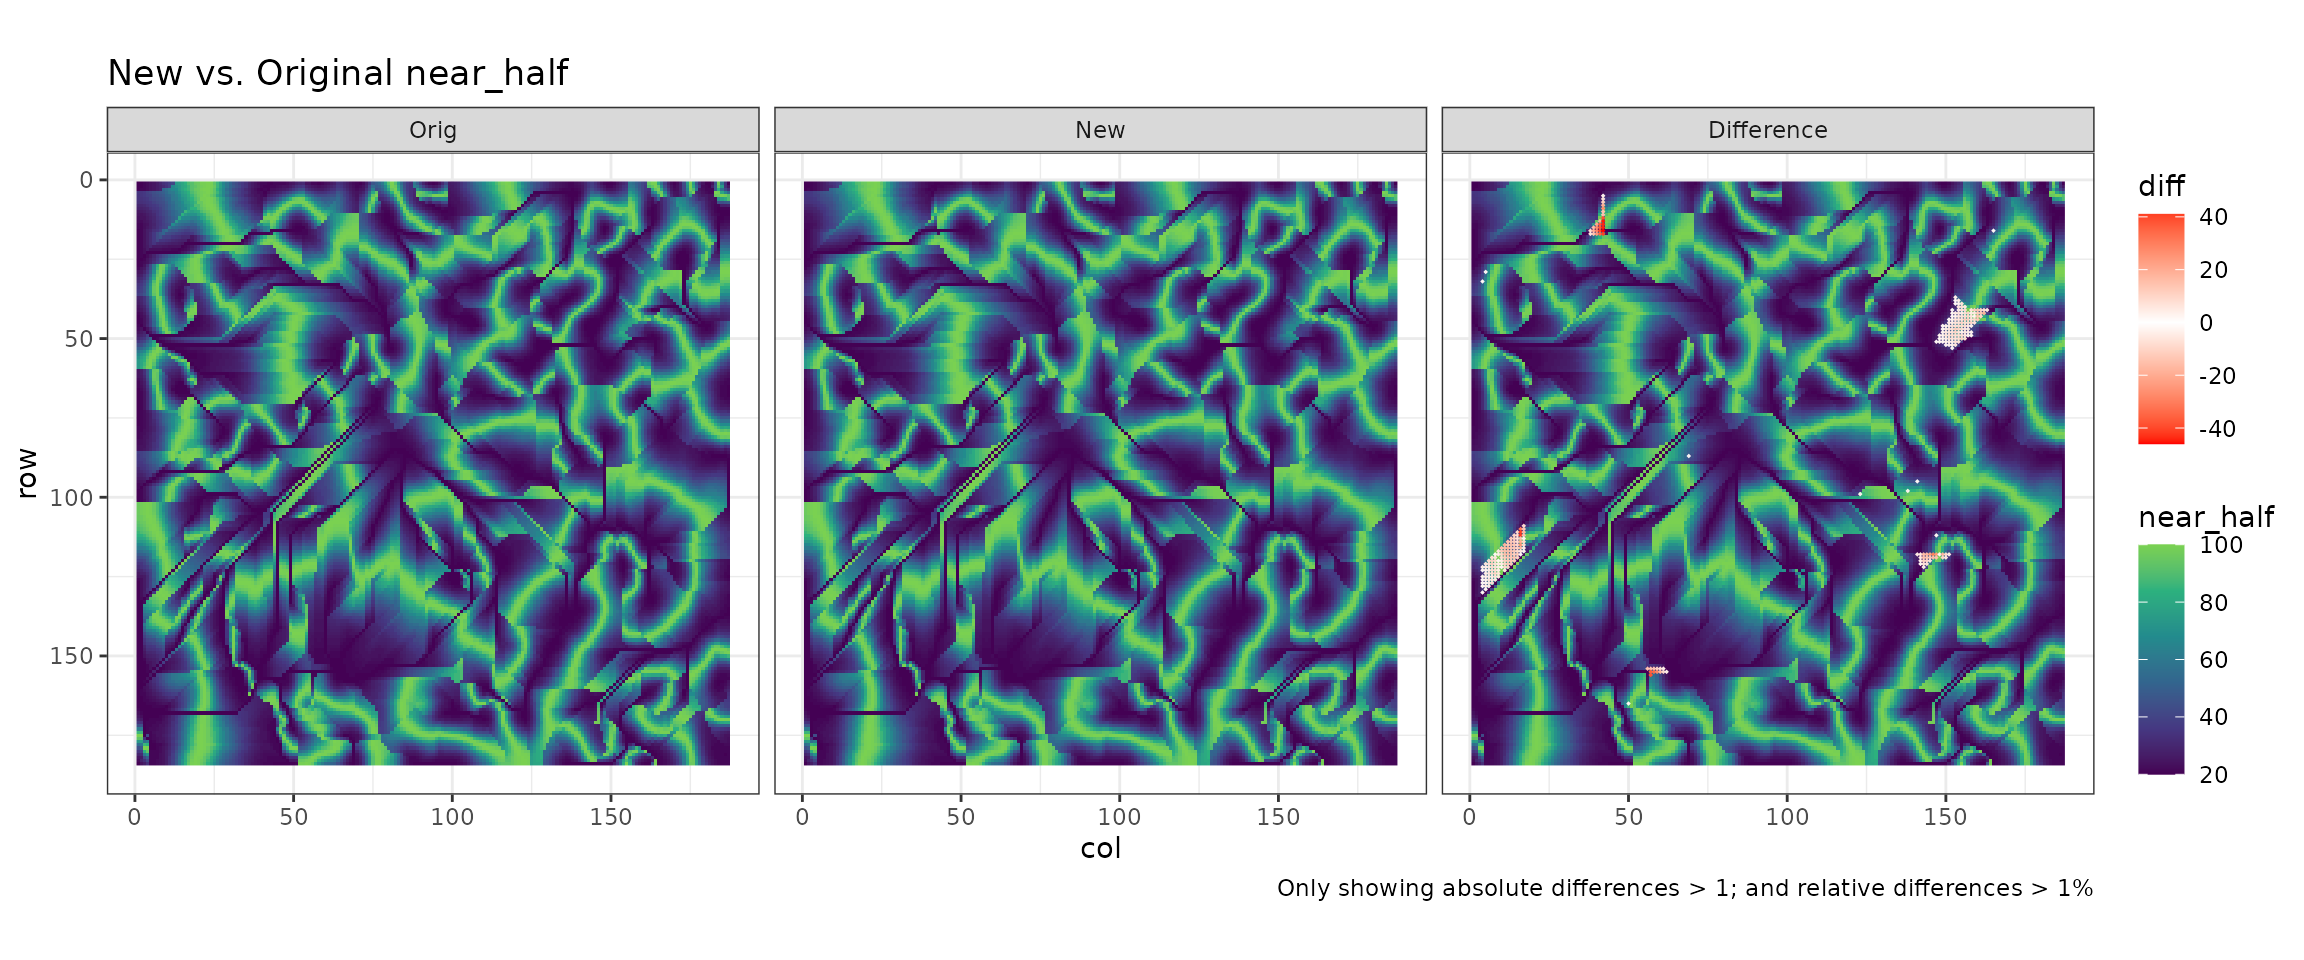 New vs. Original near_half
Orig
New
Difference
0
50
100
150
row
0
50
100
150
0
50
100
150
0
50
100
150
col
diff
40
20
0
-20
-40
near_half
100
80
60
40
20
Only showing absolute differences > 1; and relative differences > 1%